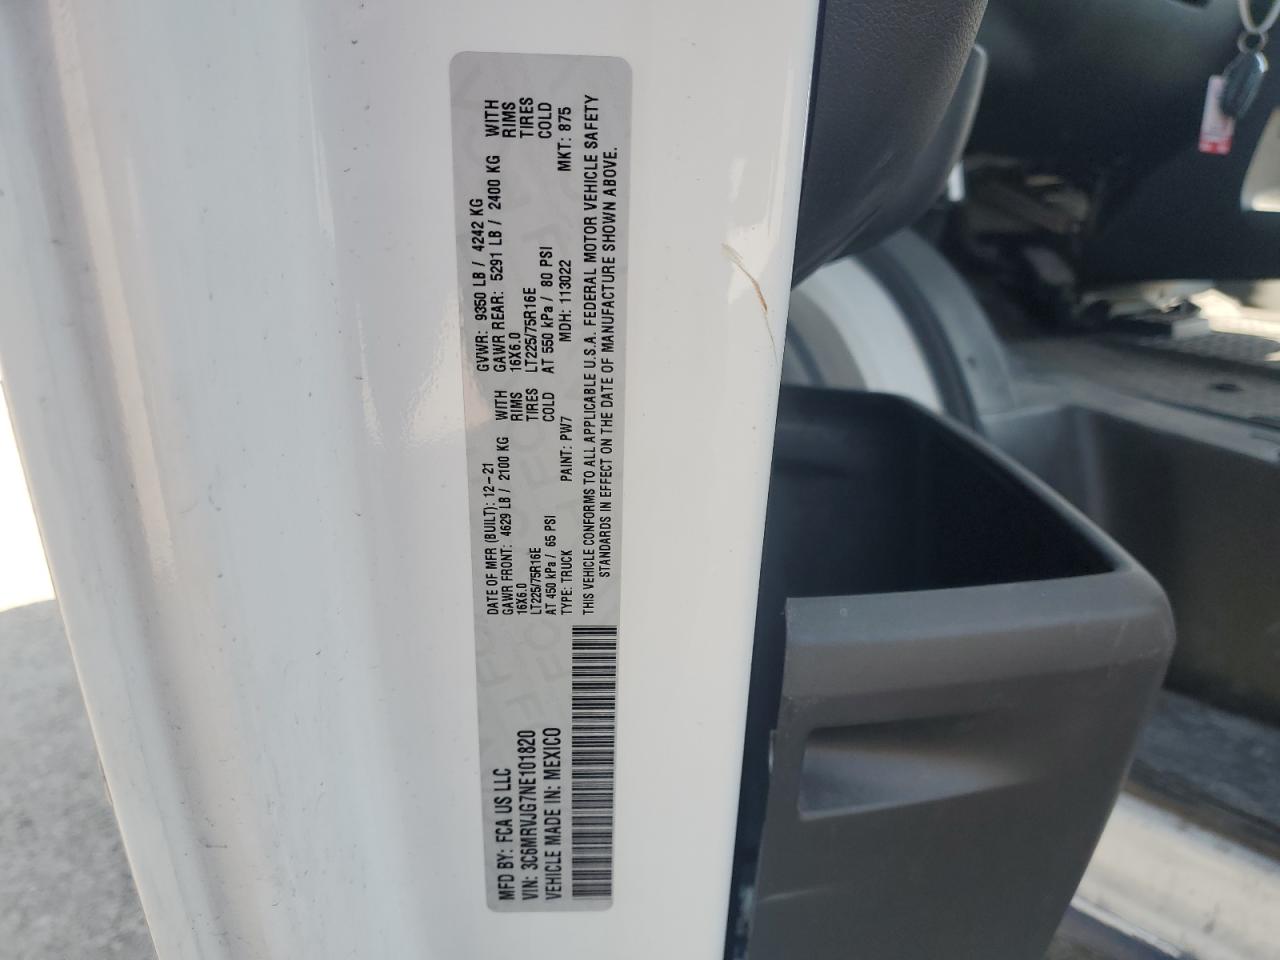 MFD BY: FCA US LLC
VIN: 3C6MRVJG7NE101820
VEHICLE MADE IN: MEXICO
DATE OF MFR (BUILT): 12-21
GAWR FRONT: 4629 LB / 2100 KG WITH
16X6.0 RIMS
LT225/75R16E TIRES
AT 450 kPa / 65 PSI COLD
GVWR: 9350 LB / 4242 KG
GAWR REAR: 5291 LB / 2400 KG WITH
16X6.0 RIMS
LT225/75R16E TIRES
AT 550 kPa / 80 PSI COLD
TYPE: TRUCK PAINT: PW7 MDH: 113022 MKT: 875
THIS VEHICLE CONFORMS TO ALL APPLICABLE U.S.A. FEDERAL MOTOR VEHICLE SAFETY
STANDARDS IN EFFECT ON THE DATE OF MANUFACTURE SHOWN ABOVE.